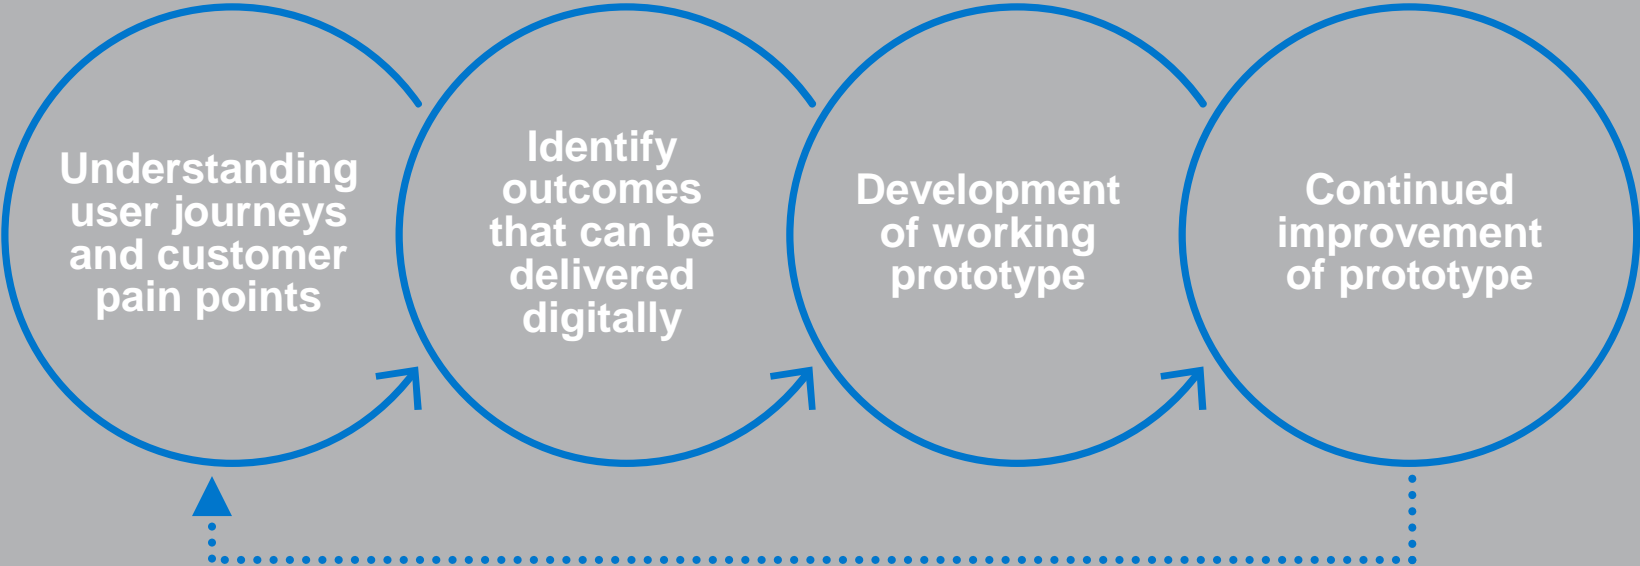 Understanding
user journeys
and customer
pain points
Identify
outcomes
that can be
delivered
digitally
Development
of working
prototype
Continued
improvement
of prototype